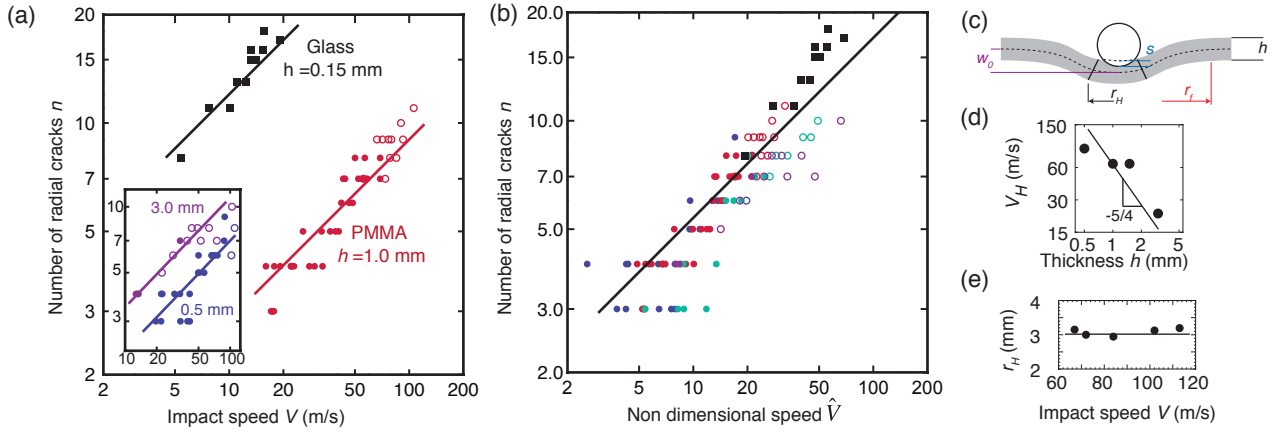 (a)
20
10
7
5
3
2
Number of radial cracks n
Glass
h =0.15 mm
PMMA
h=1.0 mm
10
7
5
3
3.0 mm
0.5 mm
10 20 50 100
2 5 10 20 50 100 200
Impact speed V (m/s)
(b)
20.0
15.0
10.0
7.0
5.0
3.0
2.0
Number of radial cracks n
2 5 10 20 50 100 200
Non dimensional speed V̂
(c)
w0
s
h
rH
rf
(d)
150
60
30
15
VH (m/s)
-5/4
0.5 1 2 5
Thickness h (mm)
(e)
4
3
2
rH (mm)
60 80 100 120
Impact speed V (m/s)